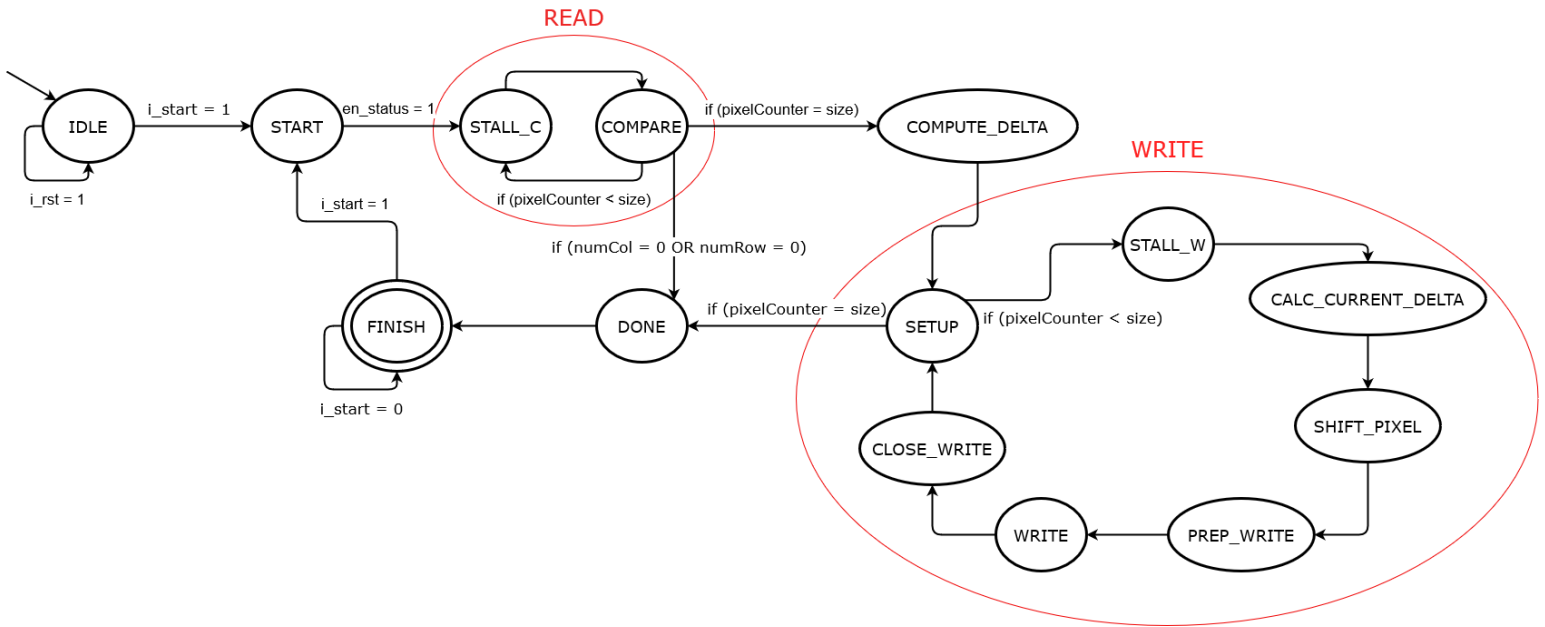 READ
i_start = 1
en_status = 1
if (pixelCounter = size)
IDLE
START
STALL_C
COMPARE
COMPUTE_DELTA
WRITE
i_rst = 1
i_start = 1
if (pixelCounter < size)
if (numCol = 0 OR numRow = 0)
STALL_W
CALC_CURRENT_DELTA
if (pixelCounter = size)
if (pixelCounter < size)
FINISH
DONE
SETUP
i_start = 0
SHIFT_PIXEL
CLOSE_WRITE
WRITE
PREP_WRITE